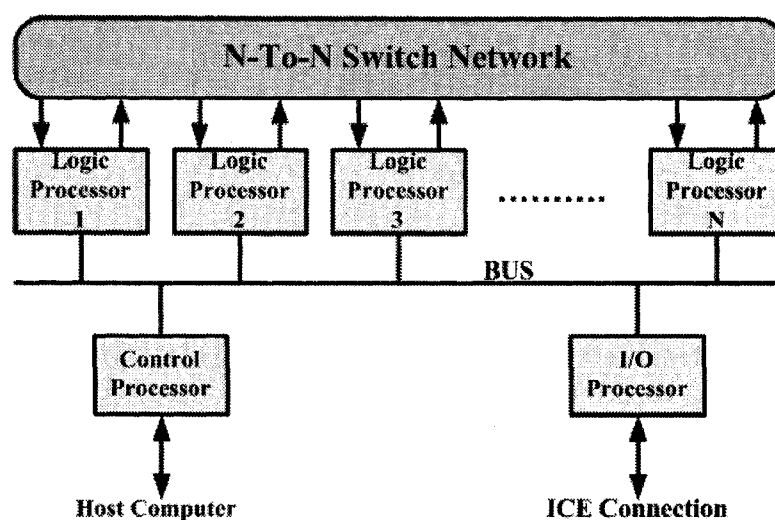 N-To-N Switch Network
Logic
Processor
1
Logic
Processor
2
Logic
Processor
3
Logic
Processor
N
BUS
Control
Processor
I/O
Processor
Host Computer
ICE Connection